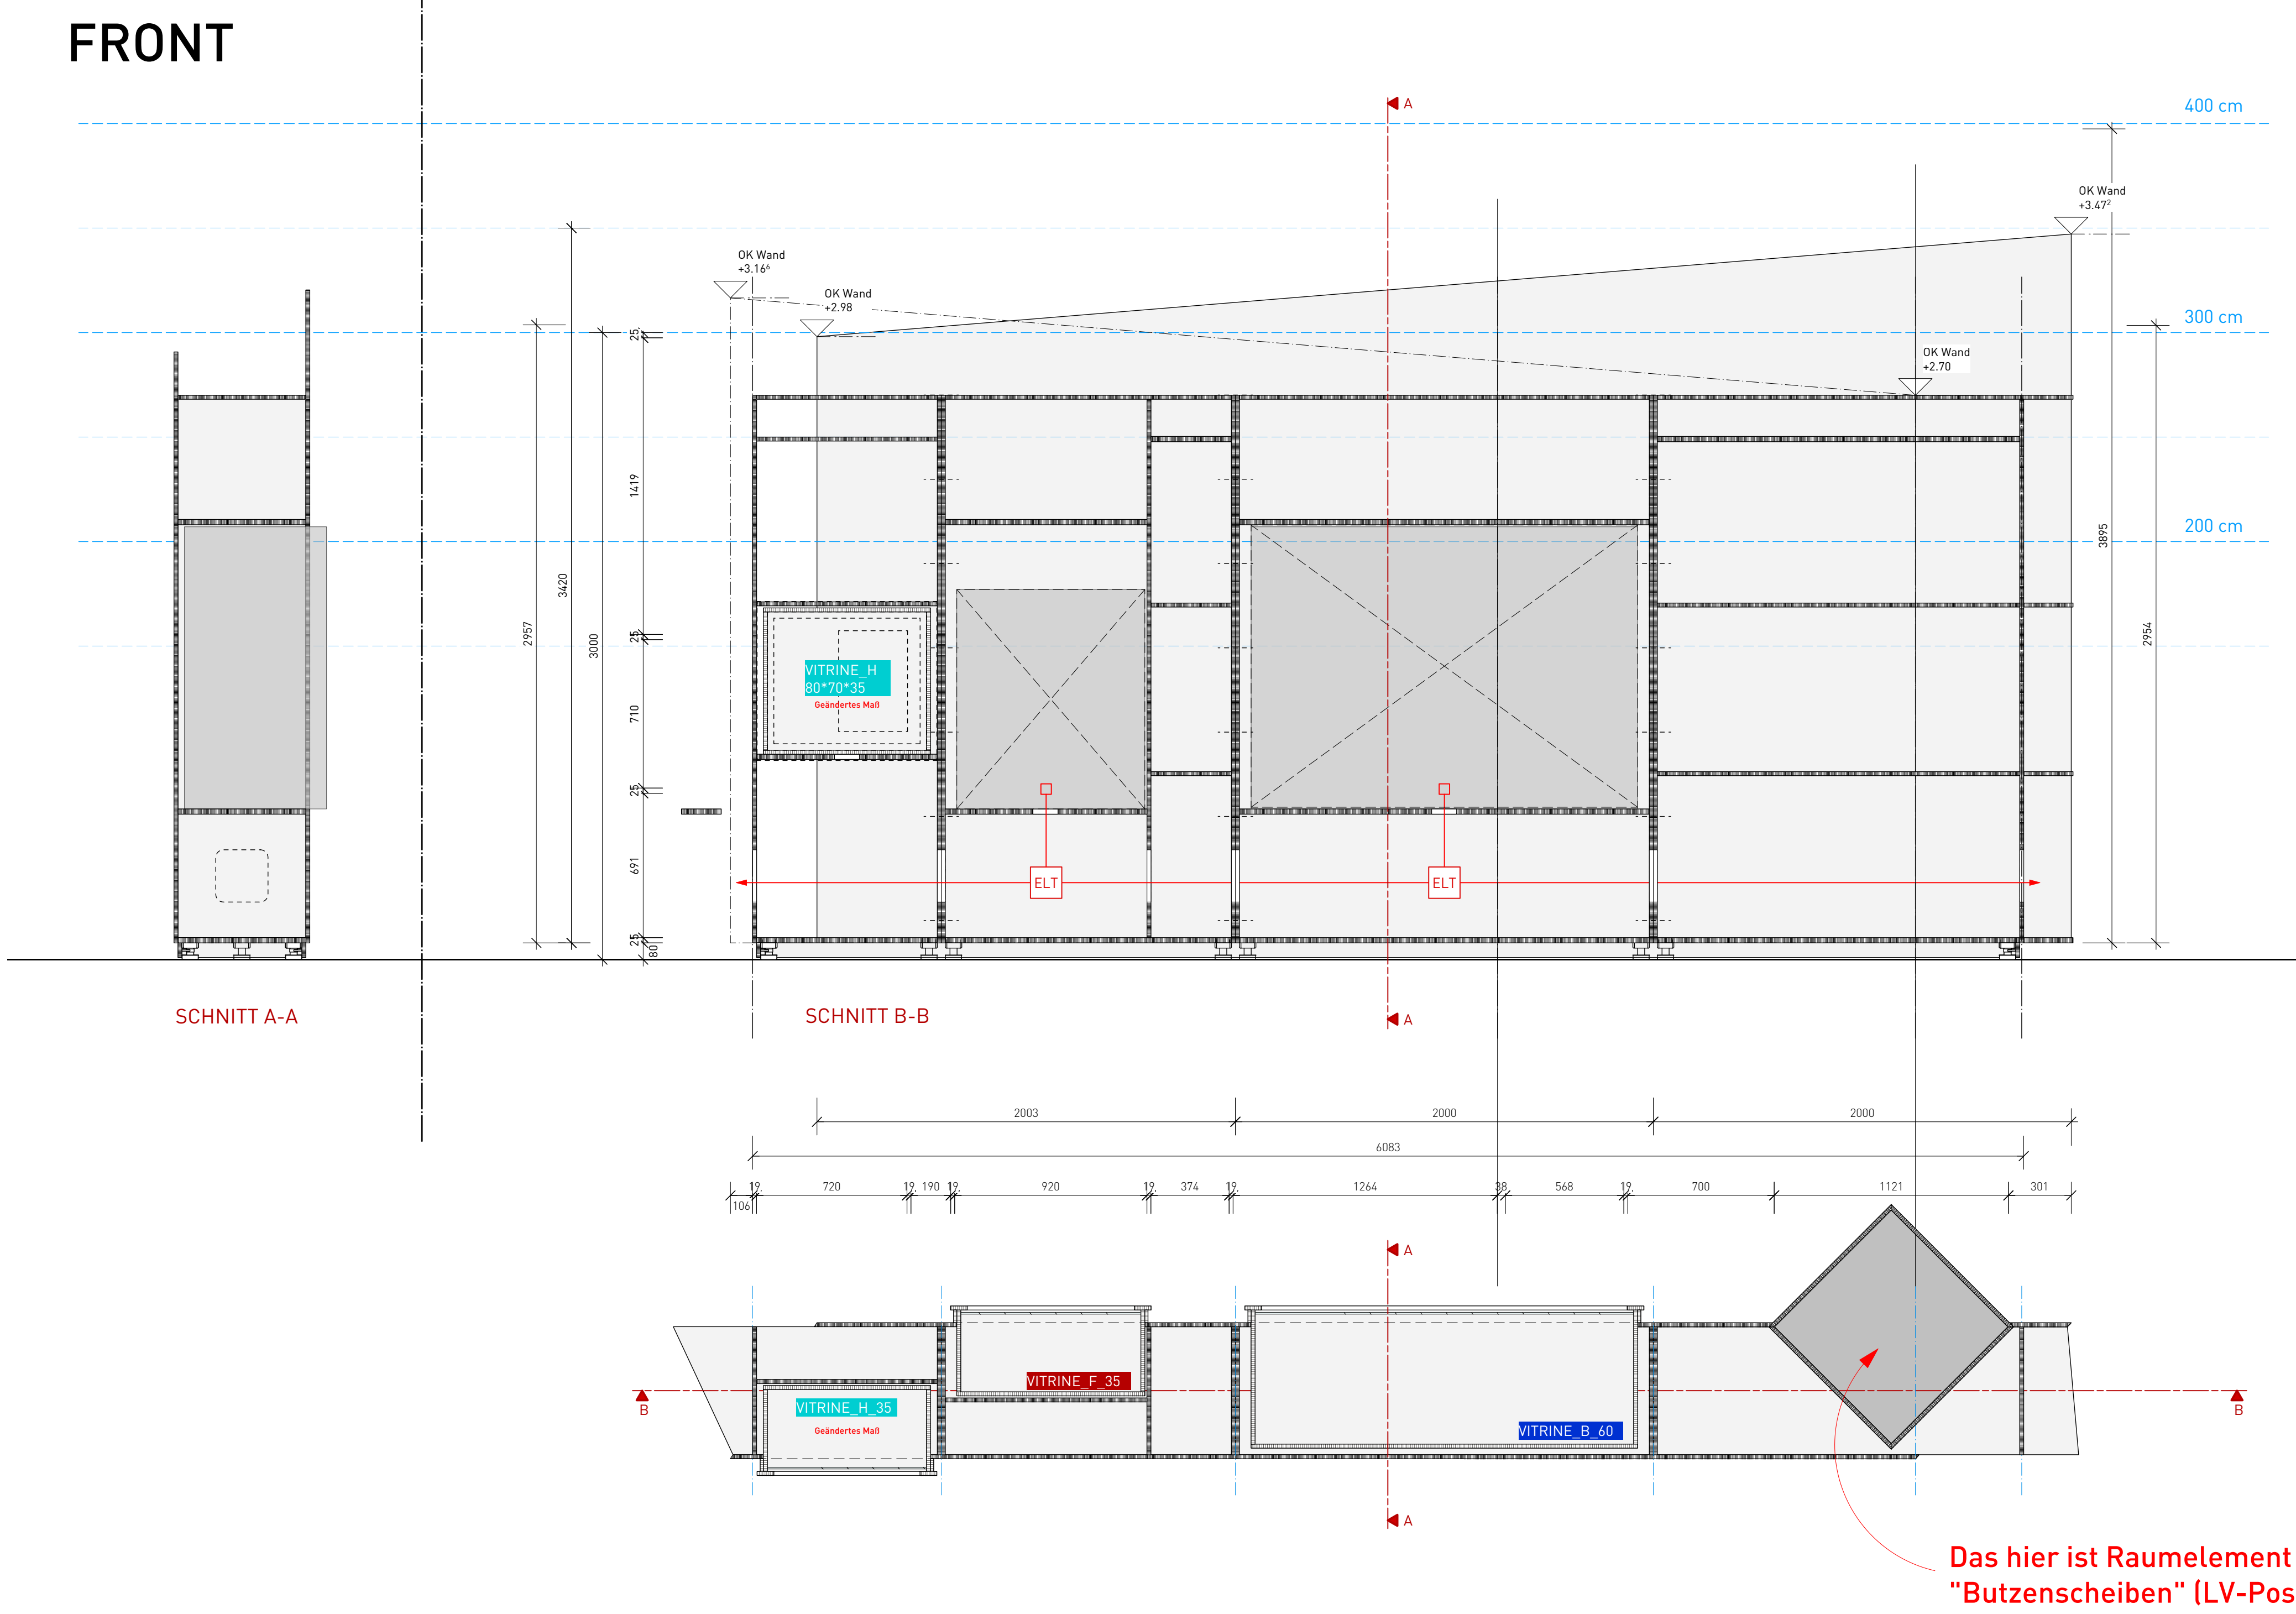 FRONT
A
400 cm
OK Wand
+3.47²
OK Wand
+3.16⁶
OK Wand
+2.98
300 cm
OK Wand
+2.70
25
1419
200 cm
3895
3420
2957
3000
2954
25
VITRINE_H
80*70*35
Geändertes Maß
710
25
691
ELT
ELT
25
80
SCHNITT A-A
SCHNITT B-B
A
2003
2000
2000
6083
19,
720
19,
190
19,
920
19,
374
19,
1264
38,
568
19,
700
1121
301
106
A
VITRINE_F_35
B
VITRINE_H_35
B
Geändertes Maß
VITRINE_B_60
A
Das hier ist Raumelement
"Butzenscheiben" (LV-Pos